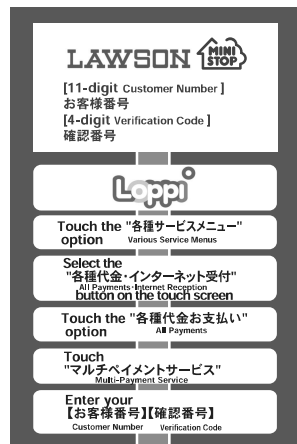 LAWSON MINI STOP
[11-digit Customer Number]
お客様番号
[4-digit Verification Code]
確認番号
Loppi
Touch the "各種サービスメニュー"
option Various Service Menus
Select the
"各種代金・インターネット受付"
All Payments·Internet Reception
button on the touch screen
Touch the "各種代金お支払い"
option All Payments
Touch
"マルチペイメントサービス"
Multi-Payment Service
Enter your
【お客様番号】【確認番号】
Customer Number Verification Code